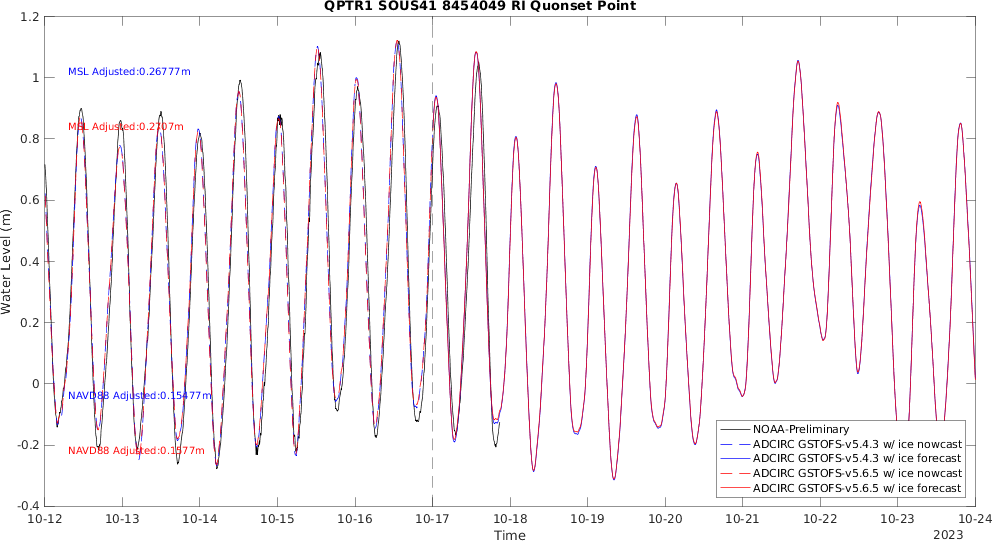 QPTR1 SOUS41 8454049 RI Quonset Point
1.2
1
0.8
0.6
0.4
0.2
0
-0.2
-0.4
Water Level (m)
MSL Adjusted:0.26777m
MSL Adjusted:0.2707m
NAVD88 Adjusted:0.15477m
NAVD88 Adjusted:0.1577m
NOAA-Preliminary
ADCIRC GSTOFS-v5.4.3 w/ ice nowcast
ADCIRC GSTOFS-v5.4.3 w/ ice forecast
ADCIRC GSTOFS-v5.6.5 w/ ice nowcast
ADCIRC GSTOFS-v5.6.5 w/ ice forecast
10-12 10-13 10-14 10-15 10-16 10-17 10-18 10-19 10-20 10-21 10-22 10-23 10-24
Time
2023